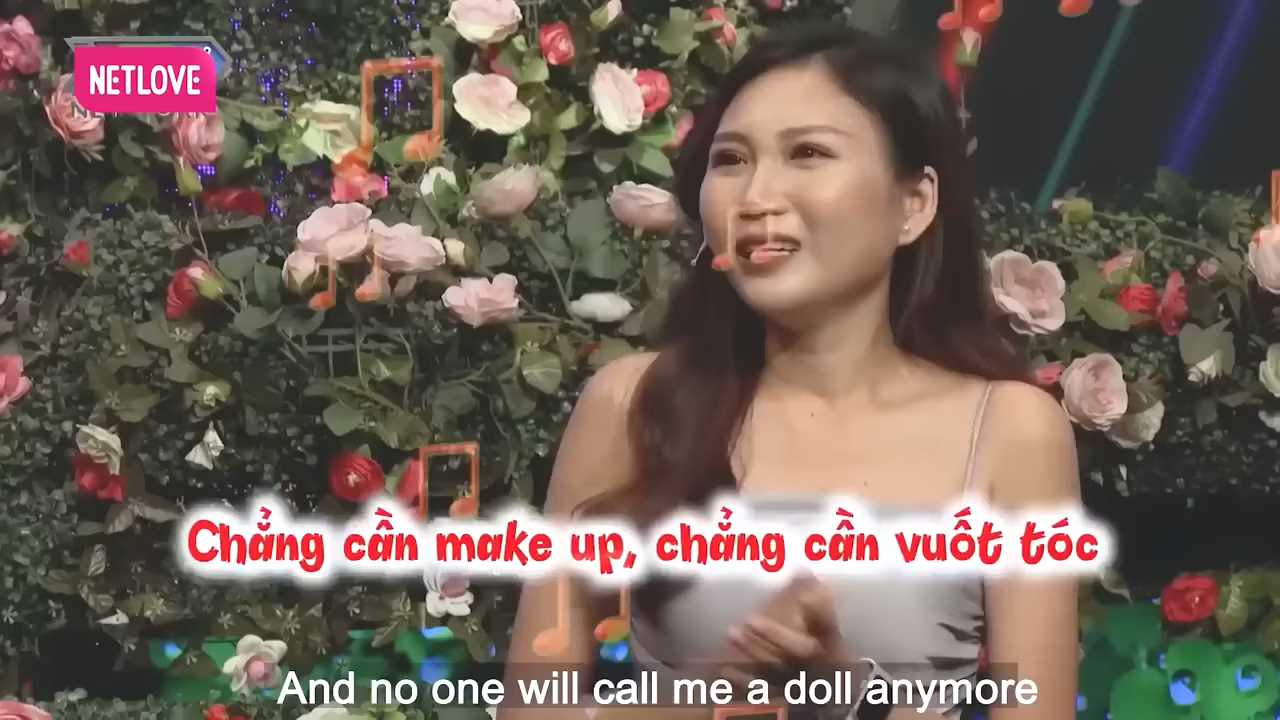 NETLOVE
Chẳng cần make up, chẳng cần vuốt tóc
And no one will call me a doll anymore